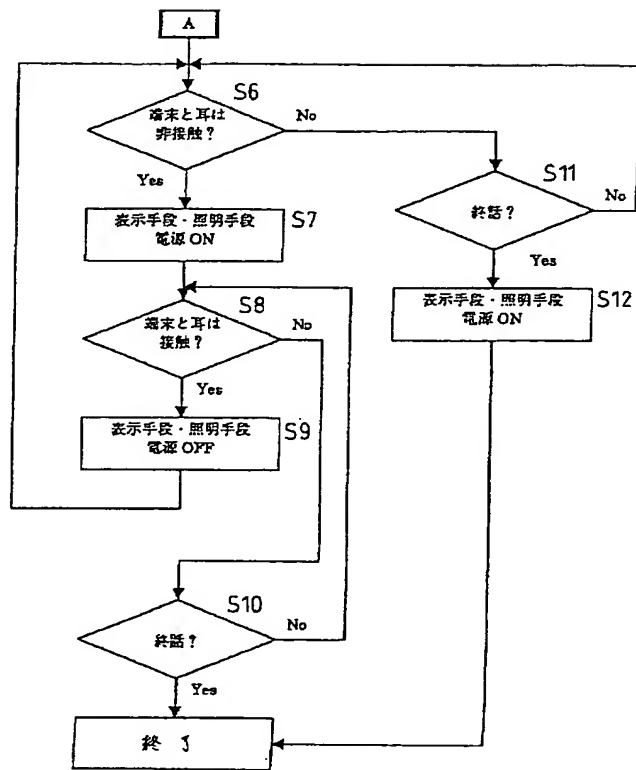 A
S6
端末と耳は
非接触？
No
Yes
S11
終話？
No
Yes
表示手段・照明手段
電源 ON
S7
表示手段・照明手段
電源 ON
S12
S8
端末と耳は
接触？
No
Yes
表示手段・照明手段
電源 OFF
S9
S10
終話？
No
Yes
終 了